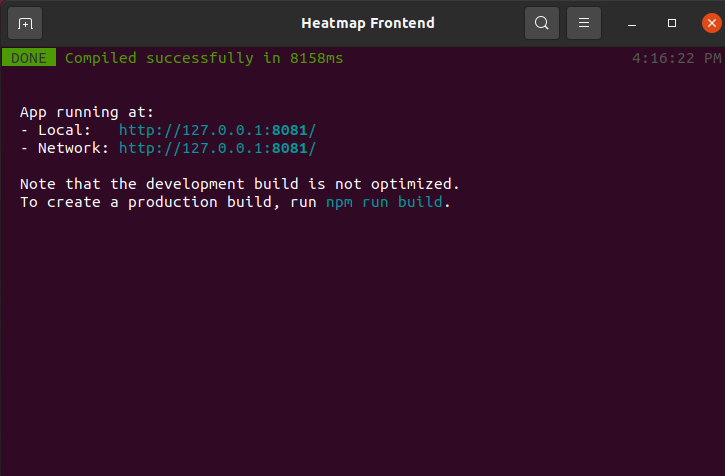 Heatmap Frontend
DONE Compiled successfully in 8158ms 4:16:22 PM
App running at:
- Local: http://127.0.0.1:8081/
- Network: http://127.0.0.1:8081/
Note that the development build is not optimized.
To create a production build, run npm run build.